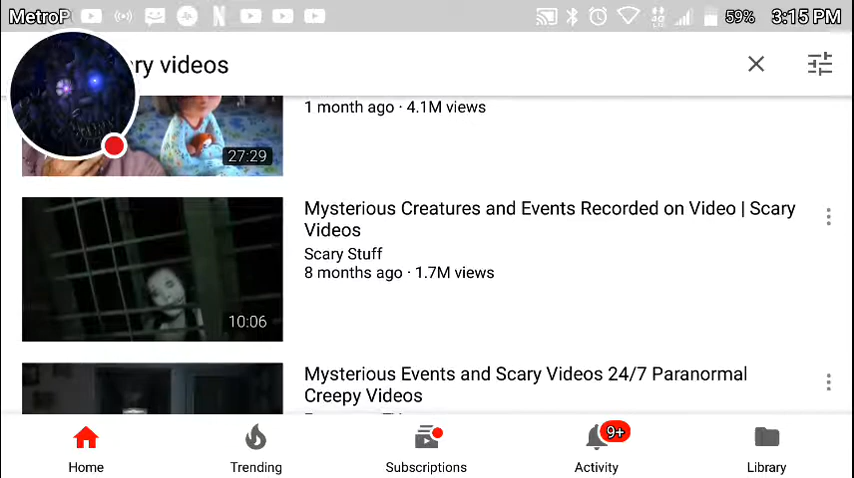 MetroP
N
4G
59%
3:15 PM
ry videos
1 month ago · 4.1M views
27:29
Mysterious Creatures and Events Recorded on Video | Scary
Videos
Scary Stuff
8 months ago · 1.7M views
10:06
Mysterious Events and Scary Videos 24/7 Paranormal
Creepy Videos
9+
Home
Trending
Subscriptions
Activity
Library